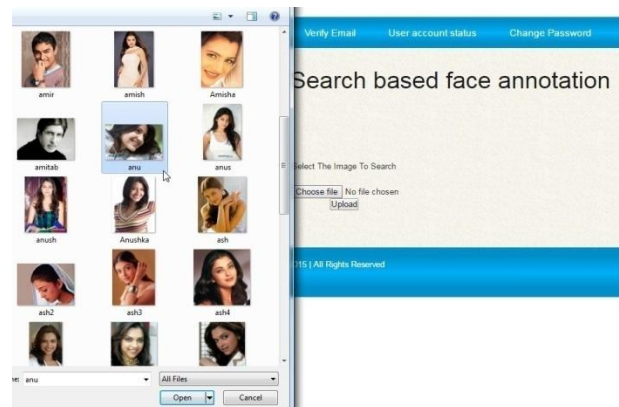 amir amish Amisha
amitab anu anus
anush Anushka ash
ash2 ash3 ash4
anu All Files
Open Cancel
Verify Email User account status Change Password
Search based face annotation
Select The Image To Search
Choose file No file chosen
Upload
| All Rights Reserved